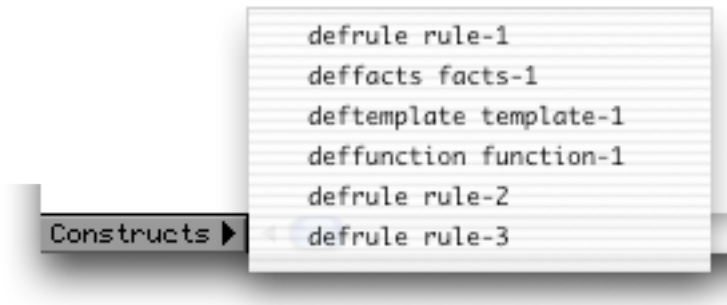 defrule rule-1
deffacts facts-1
deftemplate template-1
deffunction function-1
defrule rule-2
Constructs
defrule rule-3